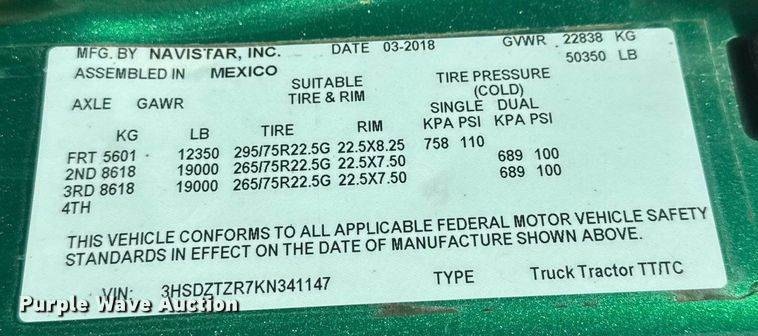 MFG. BY NAVISTAR, INC. DATE 03-2018 GVWR 22838 KG
50350 LB
ASSEMBLED IN MEXICO
SUITABLE TIRE PRESSURE
TIRE & RIM (COLD)
AXLE GAWR SINGLE DUAL
KG LB TIRE RIM KPA PSI KPA PSI
FRT 5601 12350 295/75R22.5G 22.5X8.25 758 110
2ND 8618 19000 265/75R22.5G 22.5X7.50 689 100
3RD 8618 19000 265/75R22.5G 22.5X7.50 689 100
4TH
THIS VEHICLE CONFORMS TO ALL APPLICABLE FEDERAL MOTOR VEHICLE SAFETY
STANDARDS IN EFFECT ON THE DATE OF MANUFACTURE SHOWN ABOVE.
VIN: 3HSDZTZR7KN341147 TYPE Truck Tractor TT/TC
Purple Wave Auction